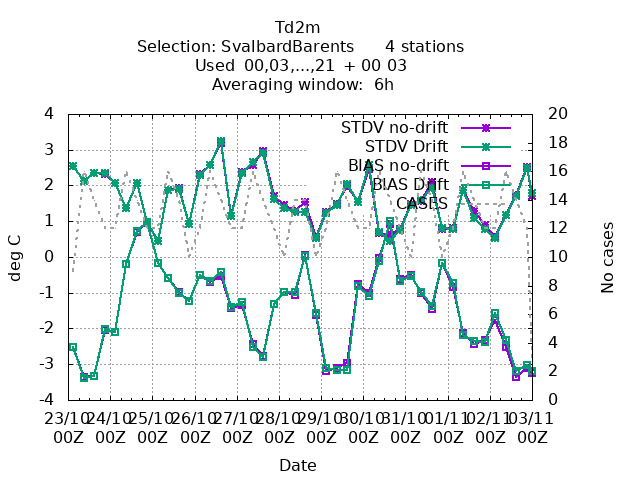 Td2m
Selection: SvalbardBarents 4 stations
Used 00,03,...,21 + 00 03
Averaging window: 6h
STDV no-drift
STDV Drift
BIAS no-drift
BIAS Drift
CASES
4
3
2
1
0
-1
-2
-3
-4
deg C
20
18
16
14
12
10
8
6
4
2
0
No cases
23/10 24/10 25/10 26/10 27/10 28/10 29/10 30/10 31/10 01/11 02/11 03/11
00Z 00Z 00Z 00Z 00Z 00Z 00Z 00Z 00Z 00Z 00Z 00Z
Date